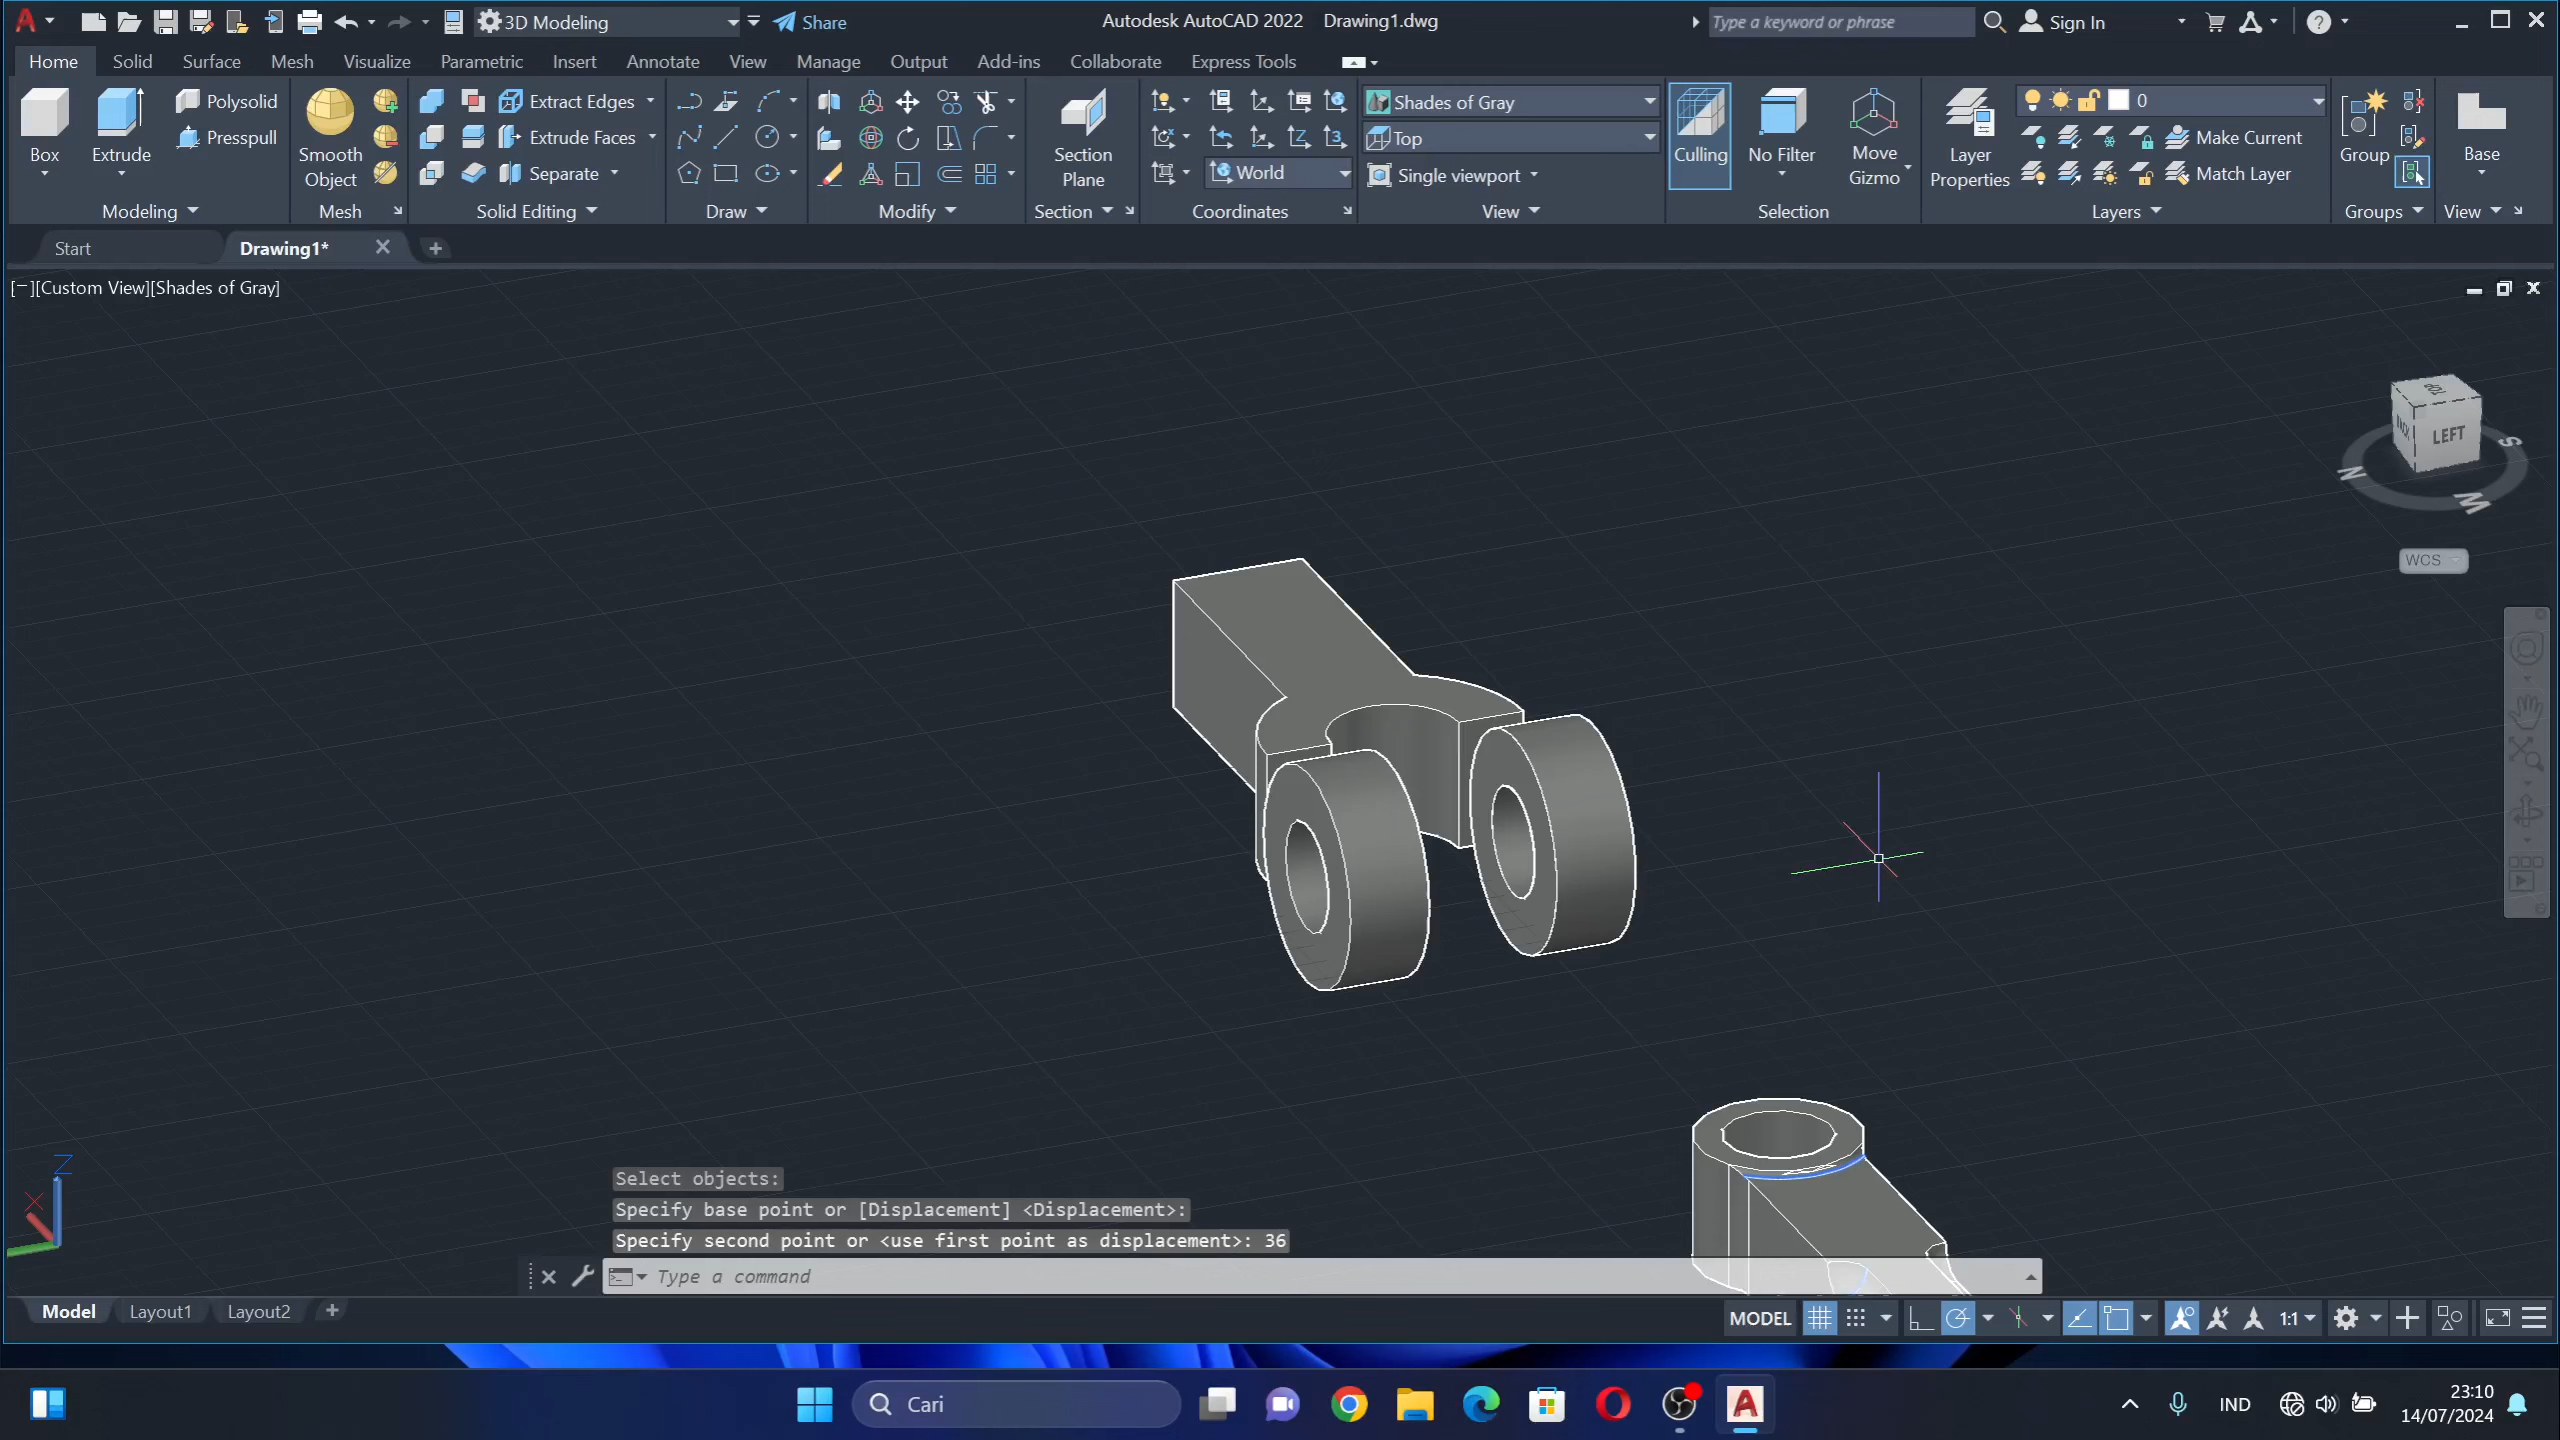 3D Modeling
Share
Autodesk AutoCAD 2022 Drawing1.dwg
Type a keyword or phrase
Sign In
Home Solid Surface Mesh Visualize Parametric Insert Annotate View Manage Output Add-ins Collaborate Express Tools
Box
Extrude
Polysolid
Presspull
Smooth
Object
Extract Edges
Extrude Faces
Separate
Section
Plane
World
Shades of Gray
Top
Single viewport
Culling
No Filter
Move
Gizmo
Layer
Properties
0
Make Current
Match Layer
Group
Base
Modeling
Mesh
Solid Editing
Draw
Modify
Section
Coordinates
View
Selection
Layers
Groups
View
Start
Drawing1*
[−][Custom View][Shades of Gray]
TOP
BACK
LEFT
N
S
W
WCS
Z
X
Select objects:
Specify base point or [Displacement] <Displacement>:
Specify second point or <use first point as displacement>: 36
Type a command
Model
Layout1
Layout2
MODEL
1:1
Cari
IND
23:10
14/07/2024